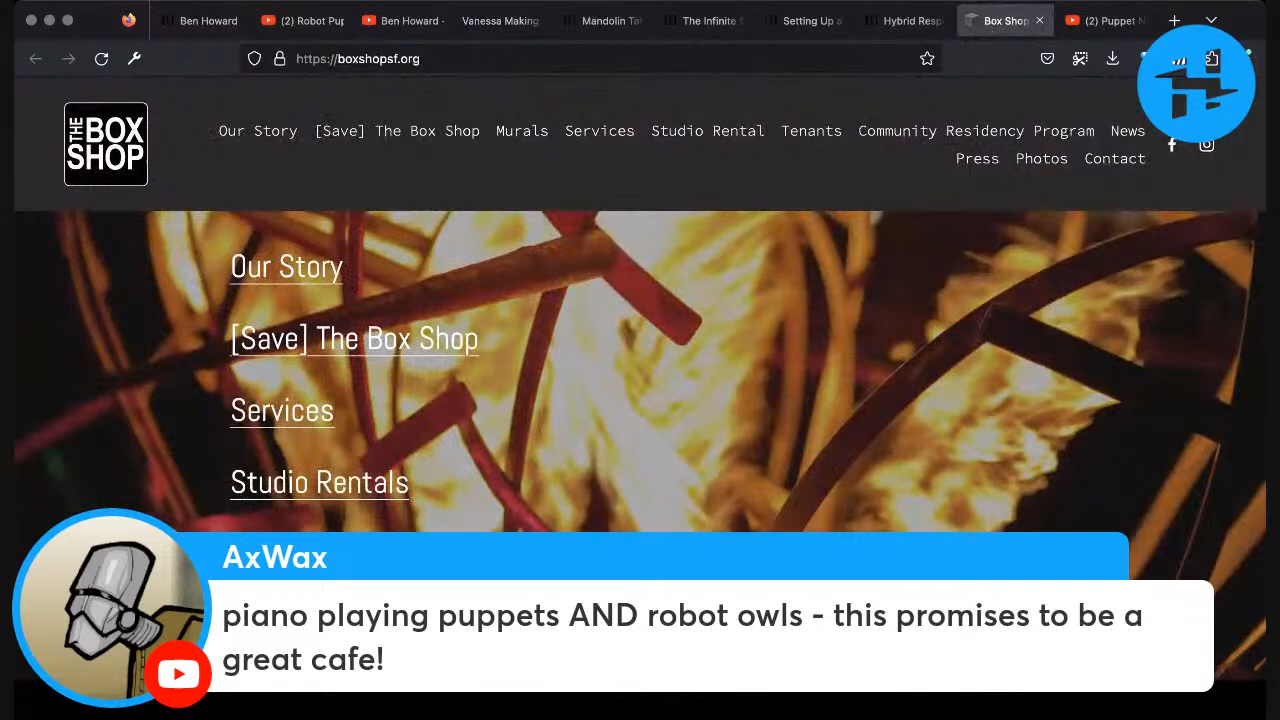 Ben Howard
(2) Robot Pup
Ben Howard -
Vanessa Making
Mandolin Tal
The Infinite S
Setting Up a
Hybrid Resp
Box Shop
(2) Puppet N
https://boxshopsf.org
THE BOX SHOP
Our Story [Save] The Box Shop Murals Services Studio Rental Tenants Community Residency Program News
Press Photos Contact
Our Story
[Save] The Box Shop
Services
Studio Rentals
AxWax
piano playing puppets AND robot owls - this promises to be a
great cafe!